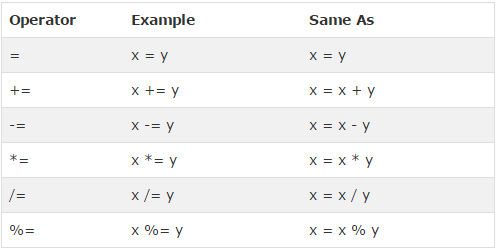 Operator Example Same As
= x = y x = y
+= x += y x = x + y
-= x -= y x = x - y
*= x *= y x = x * y
/= x /= y x = x / y
%= x %= y x = x % y